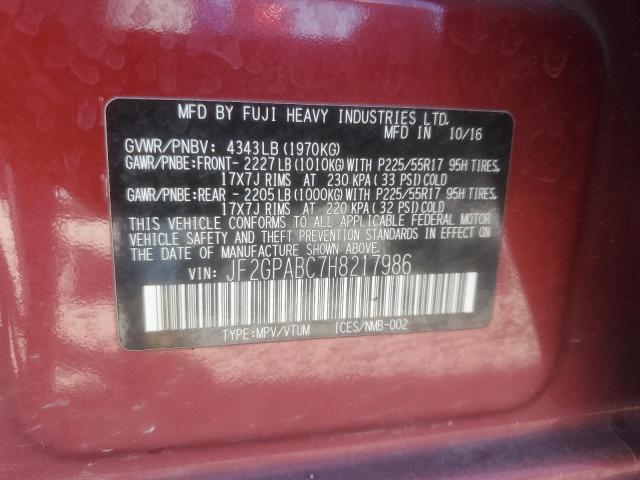 MFD BY FUJI HEAVY INDUSTRIES LTD.
MFD IN 10/16
GVWR/PNBV: 4343LB(1970KG)
GAWR/PNBE:FRONT-2227LB(1010KG)WITH P225/55R17 95H TIRES,
17X7J RIMS AT 230 KPA(33 PSI)COLD
GAWR/PNBE:REAR -2205LB(1000KG)WITH P225/55R17 95H TIRES,
17X7J RIMS AT 220 KPA(32 PSI)COLD
THIS VEHICLE CONFORMS TO ALL APPLICABLE FEDERAL MOTOR
VEHICLE SAFETY AND THEFT PREVENTION STANDARDS IN EFFECT
ON THE DATE OF MANUFACTURE SHOWN ABOVE.
VIN: JF2GPABC7H8217986
TYPE:MPV/VTUM ICES/NMB-002